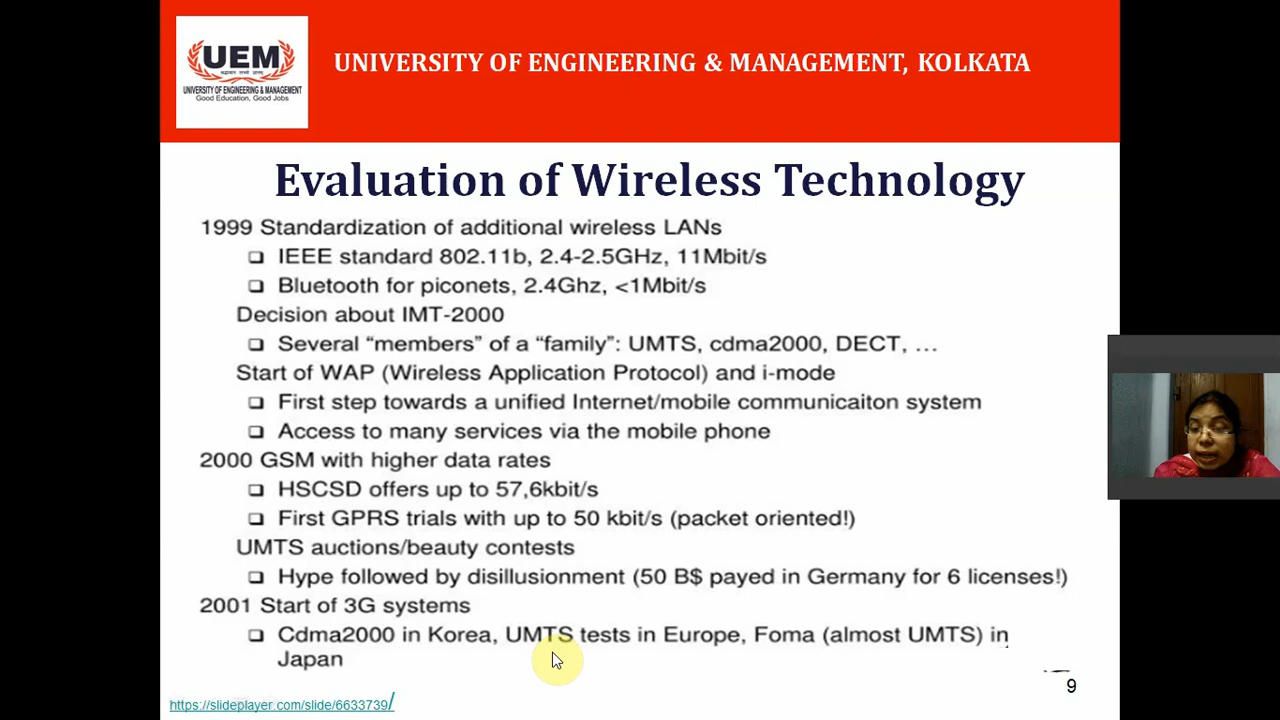 UEM
श्रद्धावान लभते ज्ञानम्
UNIVERSITY OF ENGINEERING & MANAGEMENT
Good Education, Good Jobs
UNIVERSITY OF ENGINEERING & MANAGEMENT, KOLKATA
Evaluation of Wireless Technology
1999 Standardization of additional wireless LANs
❑ IEEE standard 802.11b, 2.4-2.5GHz, 11Mbit/s
❑ Bluetooth for piconets, 2.4Ghz, <1Mbit/s
Decision about IMT-2000
❑ Several “members” of a “family”: UMTS, cdma2000, DECT, …
Start of WAP (Wireless Application Protocol) and i-mode
❑ First step towards a unified Internet/mobile communicaiton system
❑ Access to many services via the mobile phone
2000 GSM with higher data rates
❑ HSCSD offers up to 57,6kbit/s
❑ First GPRS trials with up to 50 kbit/s (packet oriented!)
UMTS auctions/beauty contests
❑ Hype followed by disillusionment (50 B$ payed in Germany for 6 licenses!)
2001 Start of 3G systems
❑ Cdma2000 in Korea, UMTS tests in Europe, Foma (almost UMTS) in
Japan
9
https://slideplayer.com/slide/6633739/